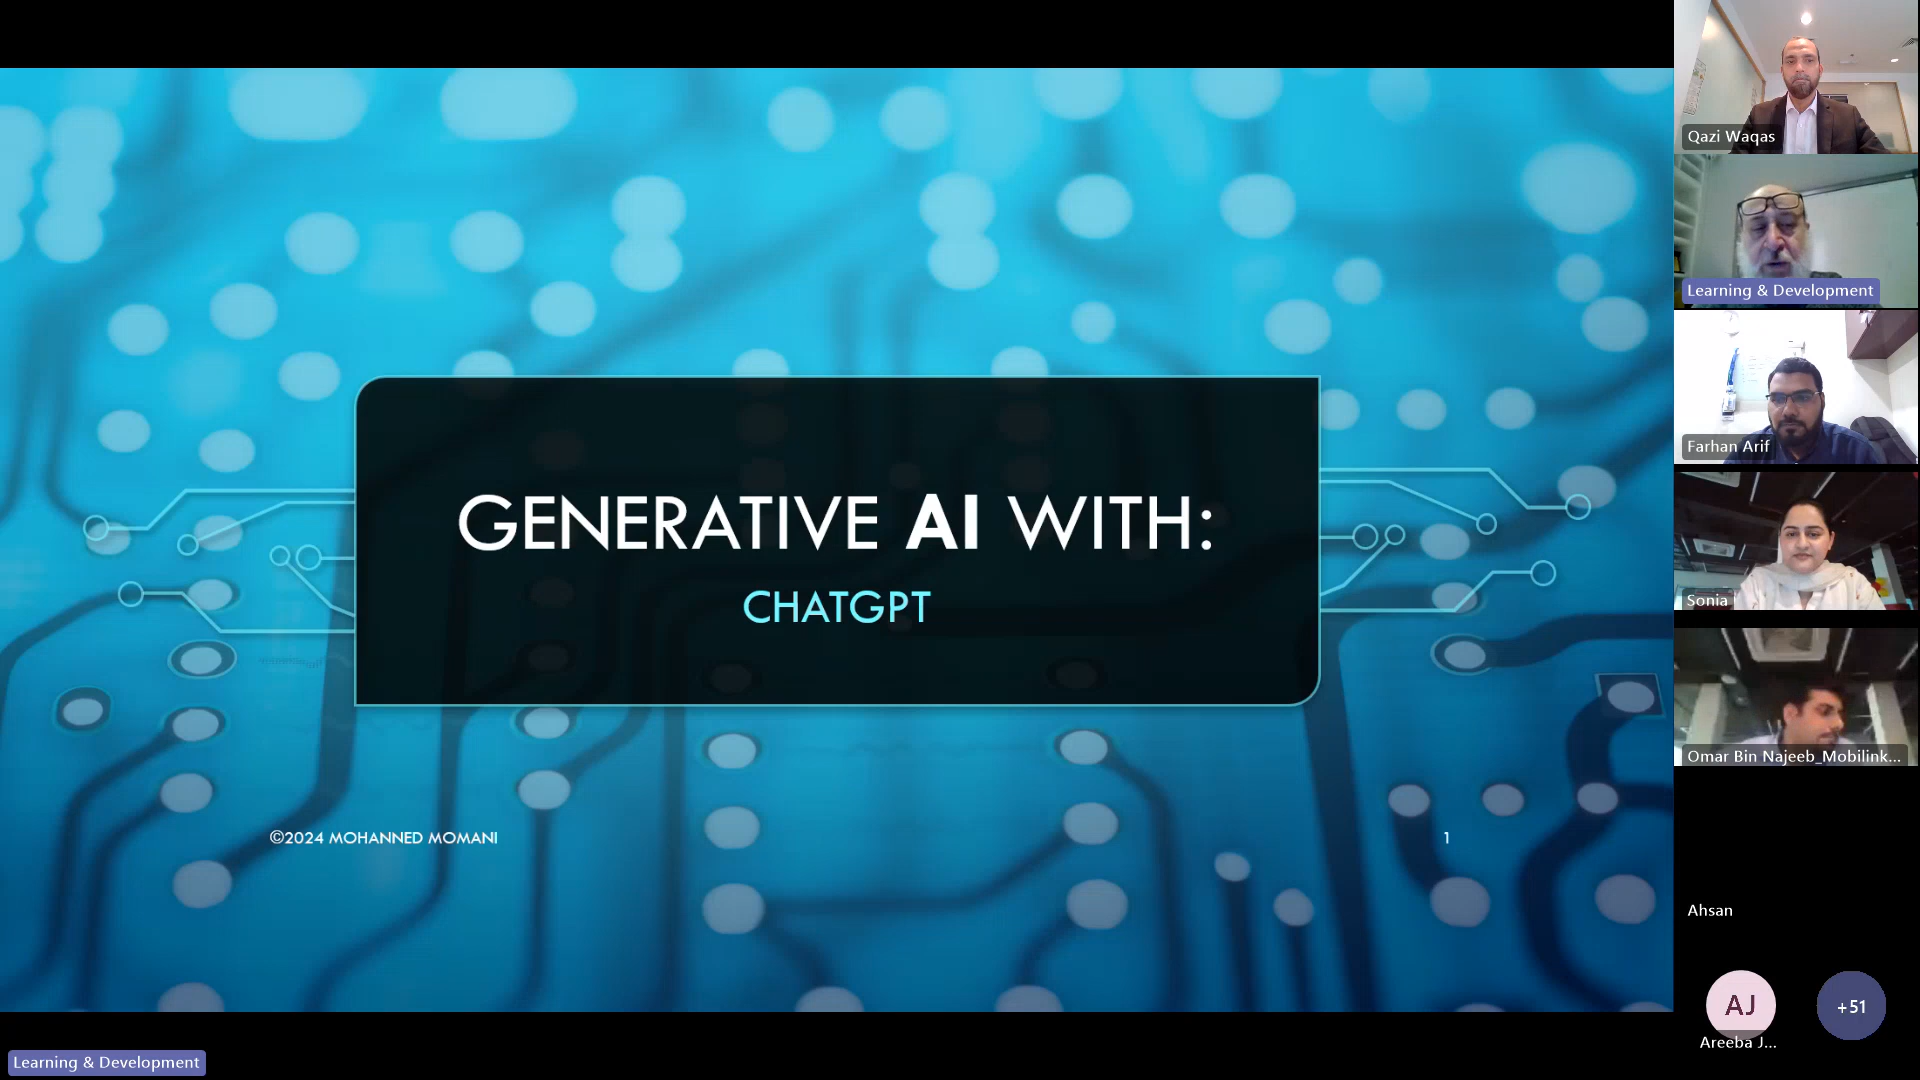 GENERATIVE AI WITH:
CHATGPT
©2024 MOHANNED MOMANI
1
Learning & Development
Qazi Waqas
Learning & Development
Farhan Arif
Sonia
Omar Bin Najeeb_Mobilink...
Ahsan
AJ
Areeba J...
+51